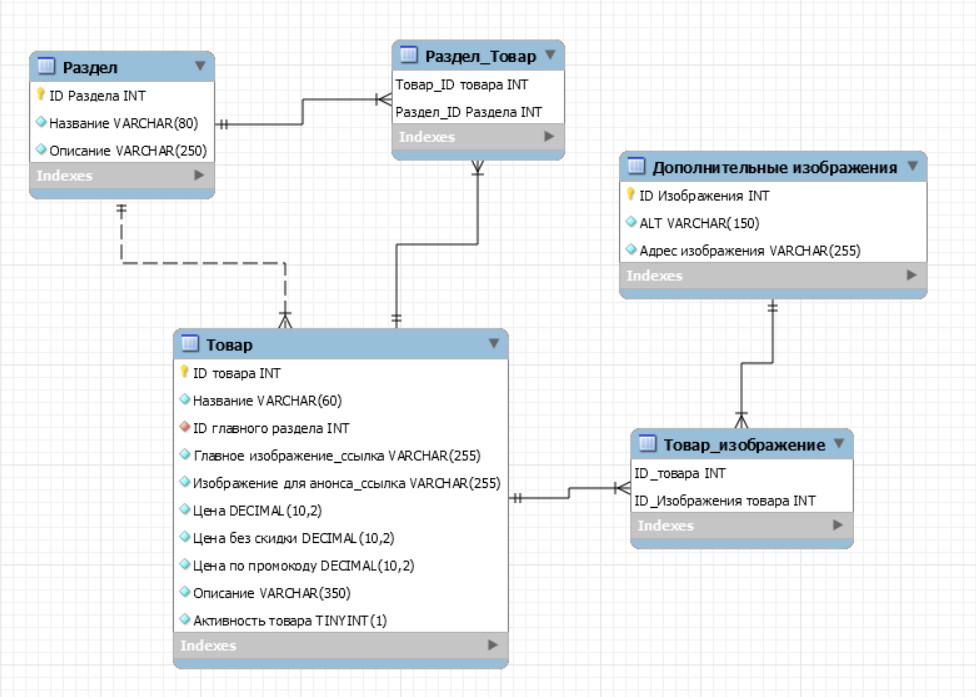 Раздел
ID Раздела INT
Название VARCHAR(80)
Описание VARCHAR(250)
Indexes
Раздел_Товар
Товар_ID товара INT
Раздел_ID Раздела INT
Indexes
Дополнительные изображения
ID Изображения INT
ALT VARCHAR(150)
Адрес изображения VARCHAR(255)
Indexes
Товар
ID товара INT
Название VARCHAR(60)
ID главного раздела INT
Главное изображение_ссылка VARCHAR(255)
Изображение для анонса_ссылка VARCHAR(255)
Цена DECIMAL(10,2)
Цена без скидки DECIMAL(10,2)
Цена по промокоду DECIMAL(10,2)
Описание VARCHAR(350)
Активность товара TINYINT(1)
Indexes
Товар_изображение
ID_товара INT
ID_Изображения товара INT
Indexes